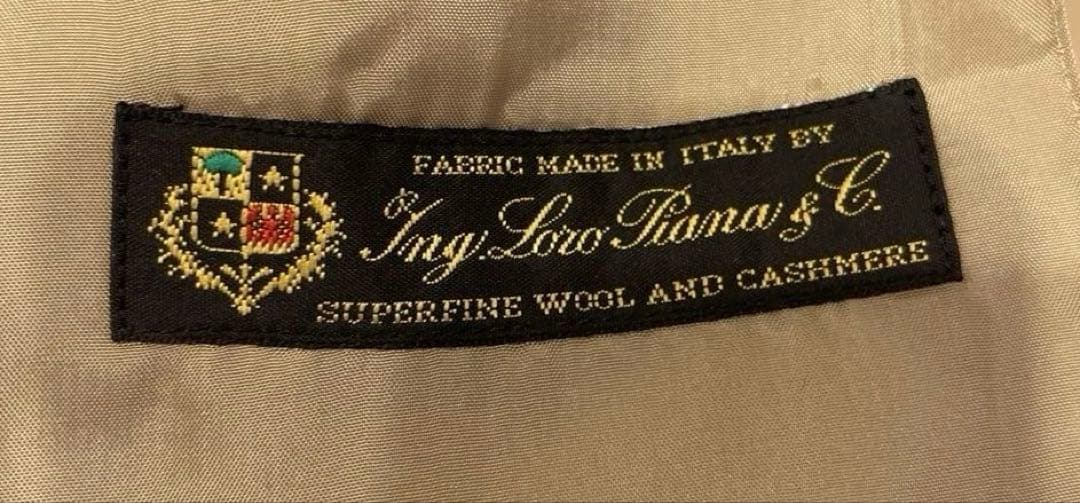 FABRIC MADE IN ITALY BY
® Ing. Loro Piana & C.
SUPERFINE WOOL AND CASHMERE